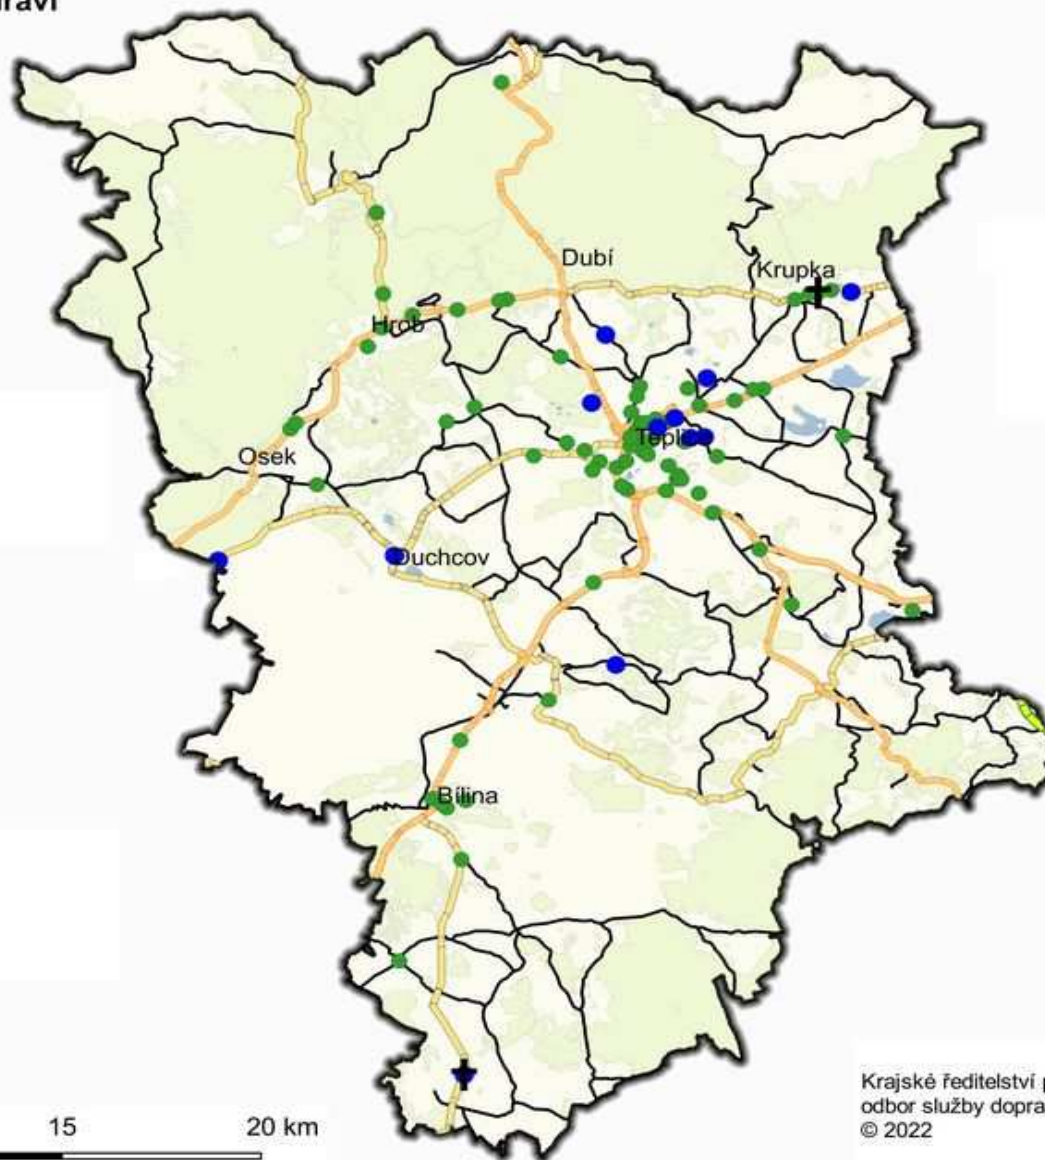 Dubí
Krupka
Hrob
Teplice
Osek
Duchcov
Bílina
15 20 km
Krajské ředitelství p
odbor služby dopra
© 2022